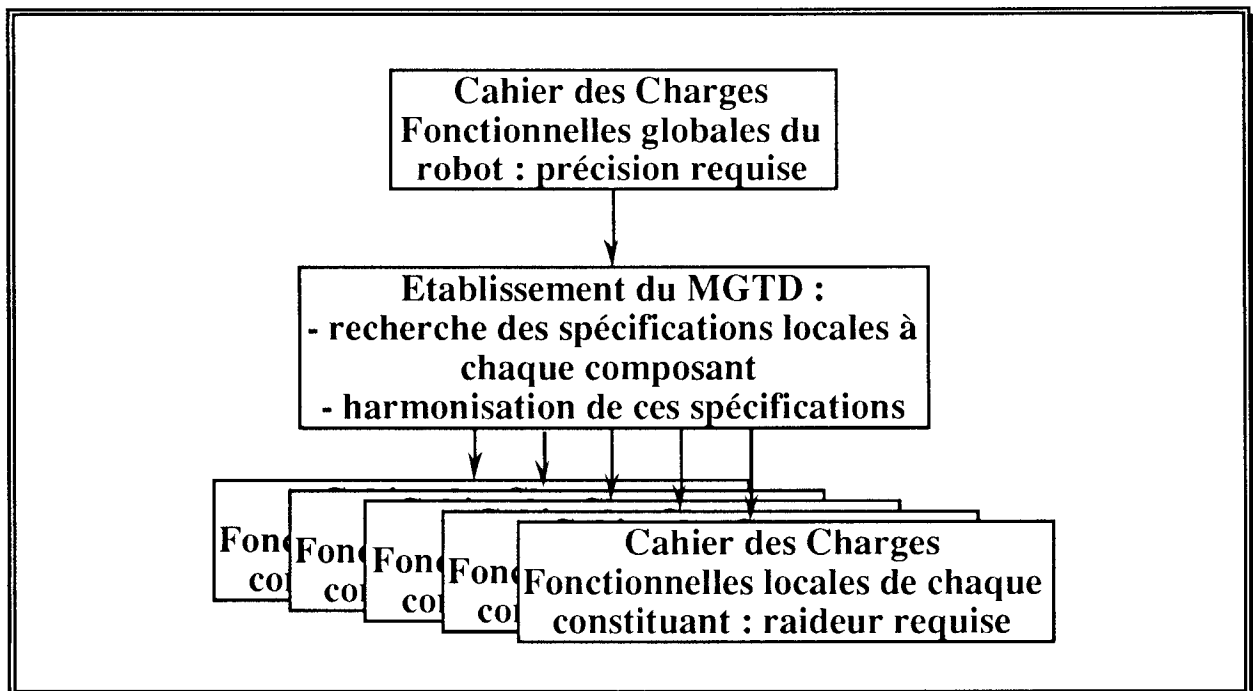 Cahier des Charges
Fonctionnelles globales du
robot : précision requise
Etablissement du MGTD :
- recherche des spécifications locales à
chaque composant
- harmonisation de ces spécifications
Cahier des Charges
Fonctionnelles locales de chaque
constituant : raideur requise